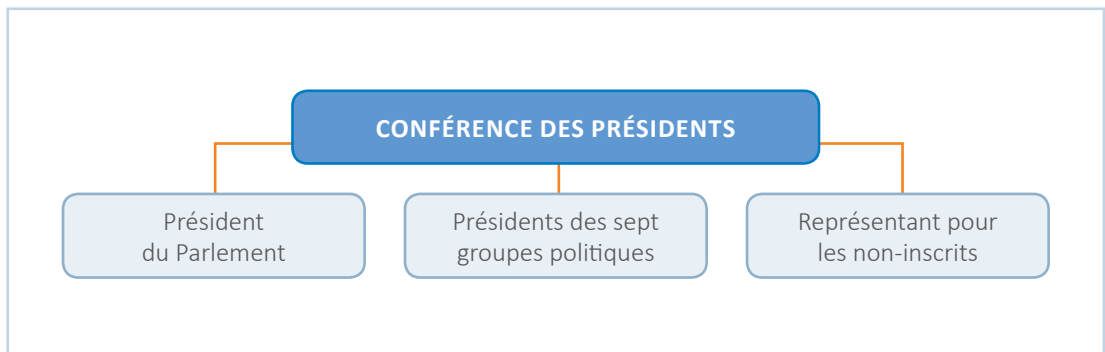 CONFÉRENCE DES PRÉSIDENTS
Président
du Parlement
Présidents des sept
groupes politiques
Représentant pour
les non-inscrits